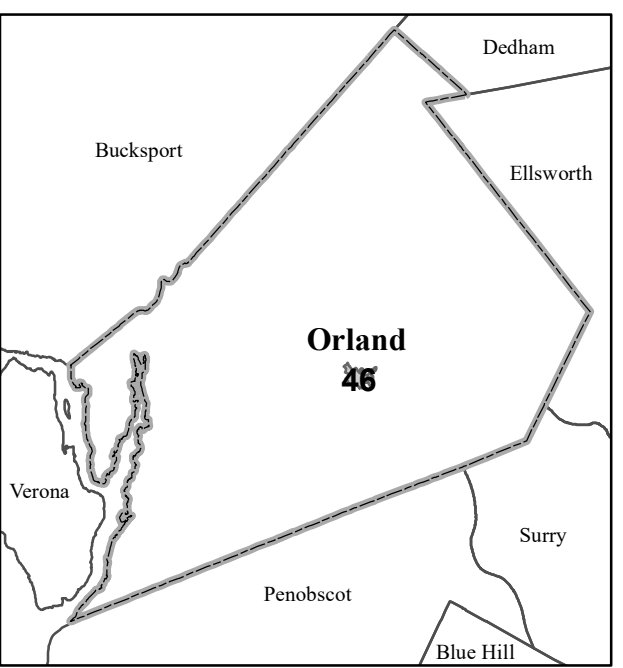 Dedham
Bucksport
Ellsworth
Orland
46
Verona
Surry
Penobscot
Blue Hill